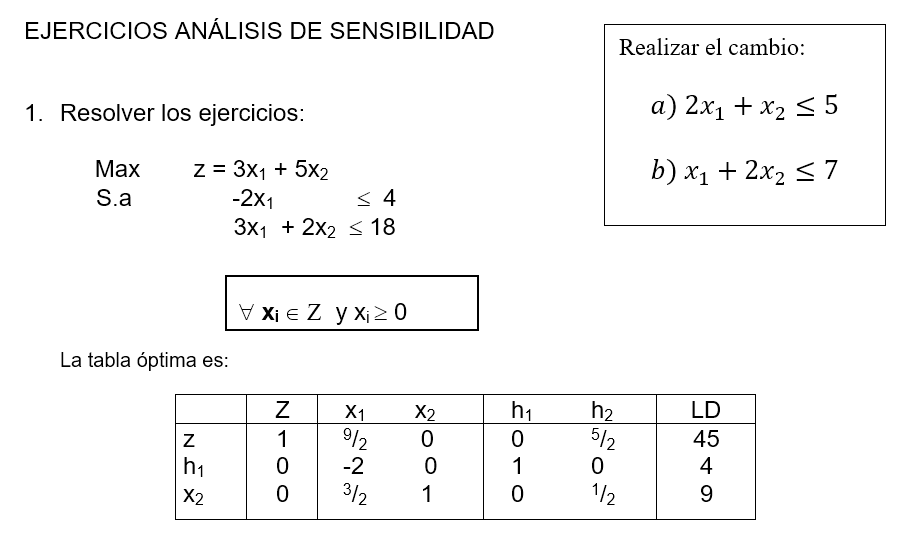 EJERCICIOS ANÁLISIS DE SENSIBILIDAD
Realizar el cambio:
a) 2x₁ + x₂ ≤ 5
b) x₁ + 2x₂ ≤ 7
1. Resolver los ejercicios:
Max z = 3x₁ + 5x₂
S.a -2x₁ ≤ 4
3x₁ + 2x₂ ≤ 18
∀ xᵢ ∈ Z y xᵢ ≥ 0
La tabla óptima es:
Z x₁ x₂ h₁ h₂ LD
z 1 9/2 0 0 5/2 45
h₁ 0 -2 0 1 0 4
x₂ 0 3/2 1 0 1/2 9